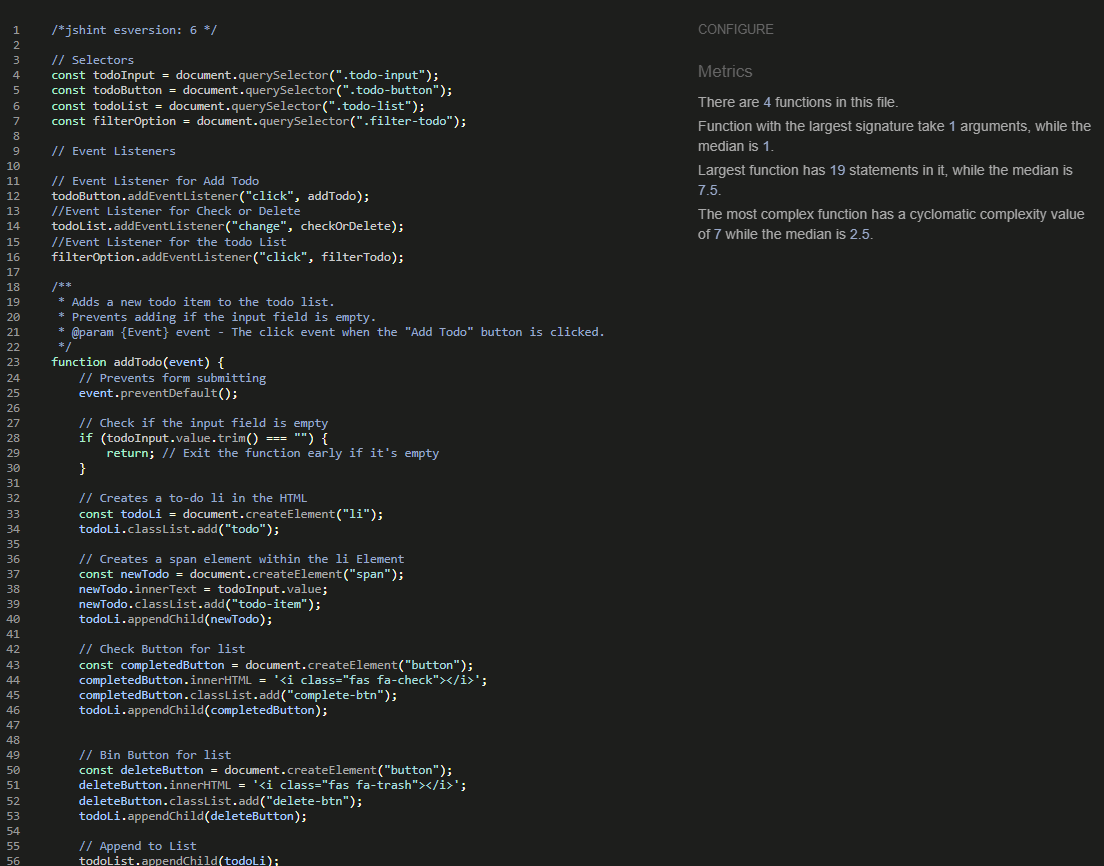 1 /*jshint esversion: 6 */
2
3 // Selectors
4 const todoInput = document.querySelector(".todo-input");
5 const todoButton = document.querySelector(".todo-button");
6 const todoList = document.querySelector(".todo-list");
7 const filterOption = document.querySelector(".filter-todo");
8
9 // Event Listeners
10
11 // Event Listener for Add Todo
12 todoButton.addEventListener("click", addTodo);
13 //Event Listener for Check or Delete
14 todoList.addEventListener("change", checkOrDelete);
15 //Event Listener for the todo List
16 filterOption.addEventListener("click", filterTodo);
17
18 /**
19  * Adds a new todo item to the todo list.
20  * Prevents adding if the input field is empty.
21  * @param {Event} event - The click event when the "Add Todo" button is clicked.
22  */
23 function addTodo(event) {
24     // Prevents form submitting
25     event.preventDefault();
26
27     // Check if the input field is empty
28     if (todoInput.value.trim() === "") {
29         return; // Exit the function early if it's empty
30     }
31
32     // Creates a to-do li in the HTML
33     const todoLi = document.createElement("li");
34     todoLi.classList.add("todo");
35
36     // Creates a span element within the li Element
37     const newTodo = document.createElement("span");
38     newTodo.innerText = todoInput.value;
39     newTodo.classList.add("todo-item");
40     todoLi.appendChild(newTodo);
41
42     // Check Button for list
43     const completedButton = document.createElement("button");
44     completedButton.innerHTML = '<i class="fas fa-check"></i>';
45     completedButton.classList.add("complete-btn");
46     todoLi.appendChild(completedButton);
47
48
49     // Bin Button for list
50     const deleteButton = document.createElement("button");
51     deleteButton.innerHTML = '<i class="fas fa-trash"></i>';
52     deleteButton.classList.add("delete-btn");
53     todoLi.appendChild(deleteButton);
54
55     // Append to List
56     todoList.appendChild(todoLi);
CONFIGURE
Metrics
There are 4 functions in this file.
Function with the largest signature take 1 arguments, while the
median is 1.
Largest function has 19 statements in it, while the median is
7.5.
The most complex function has a cyclomatic complexity value
of 7 while the median is 2.5.